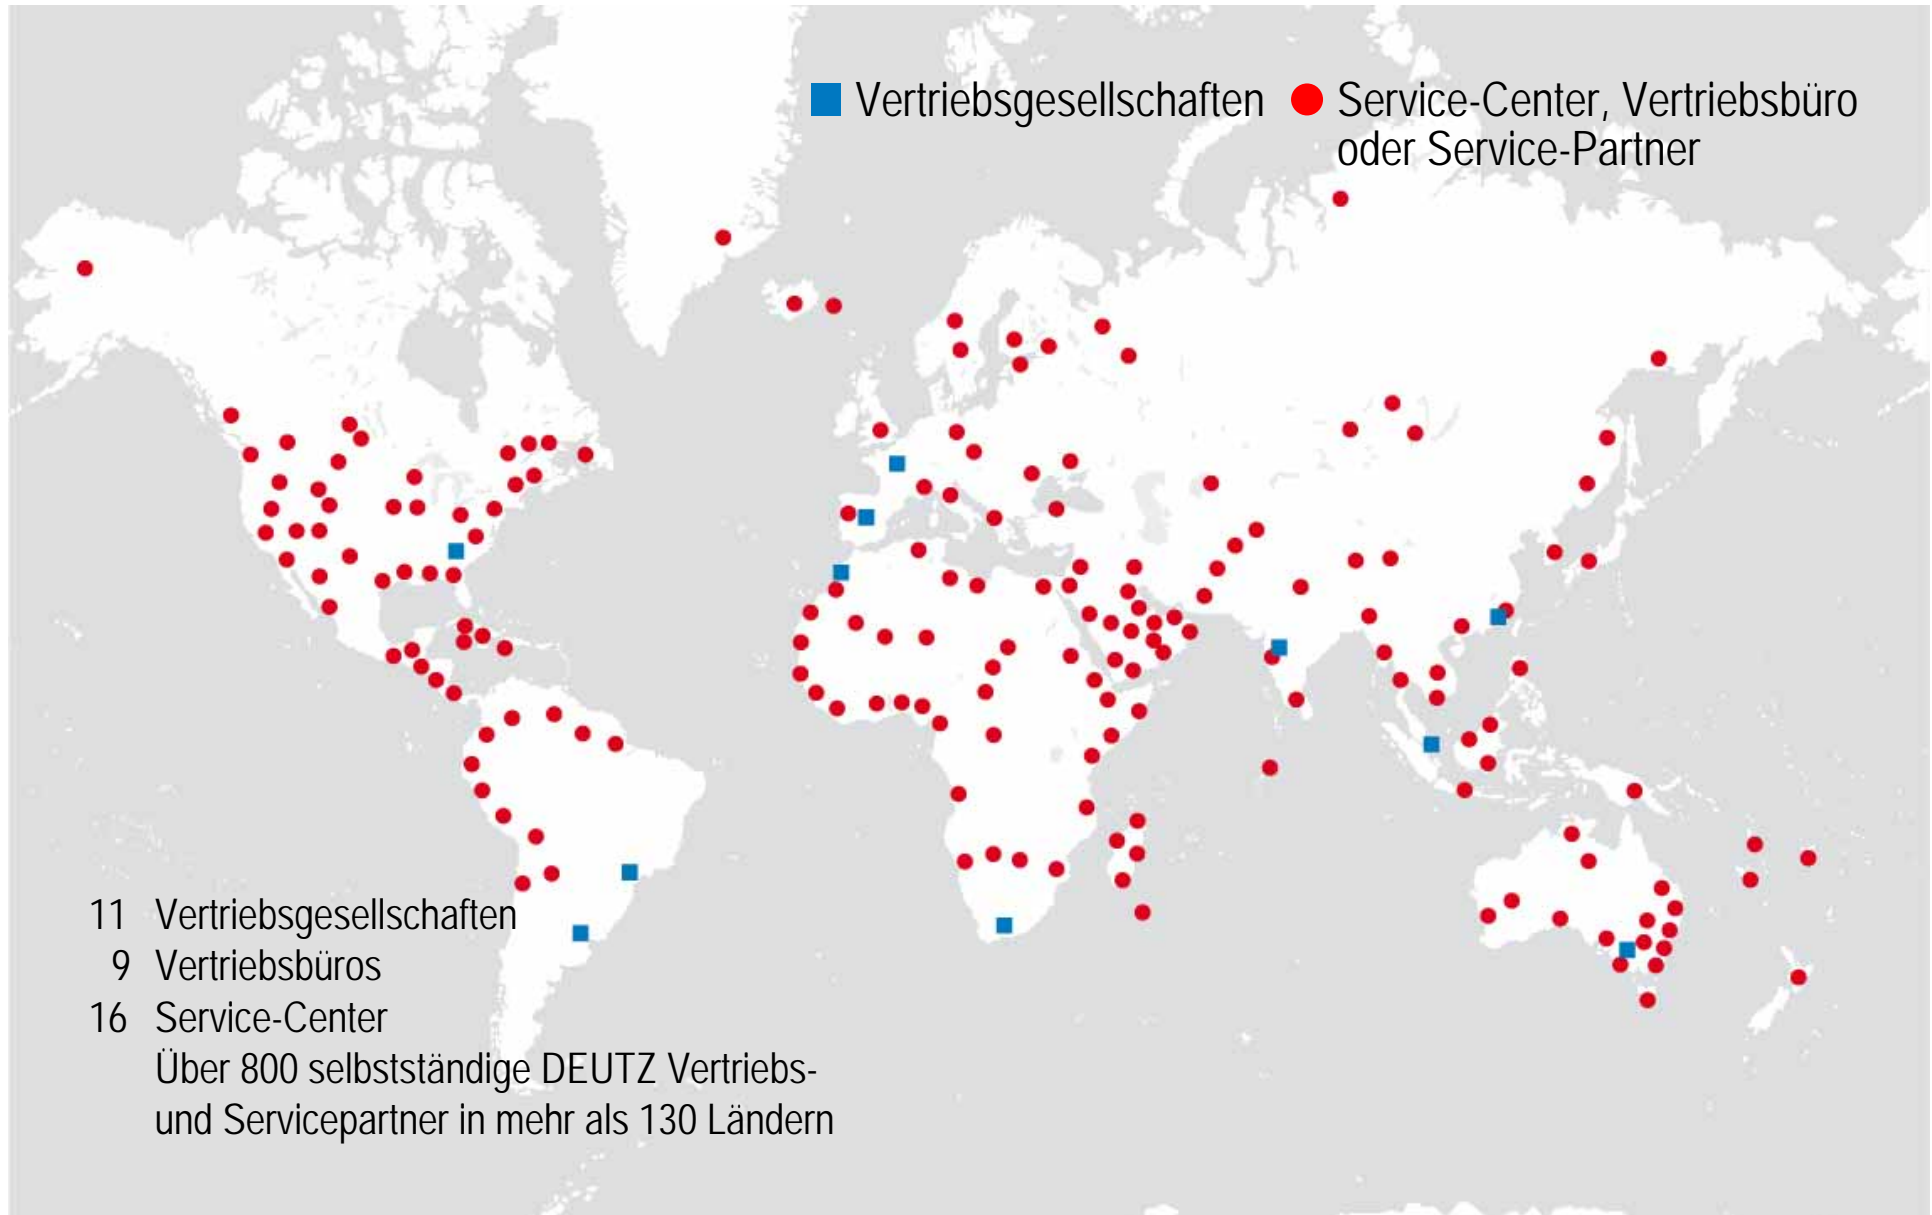 Vertriebsgesellschaften Service-Center, Vertriebsbüro
oder Service-Partner
11 Vertriebsgesellschaften
9 Vertriebsbüros
16 Service-Center
Über 800 selbstständige DEUTZ Vertriebs-
und Servicepartner in mehr als 130 Ländern